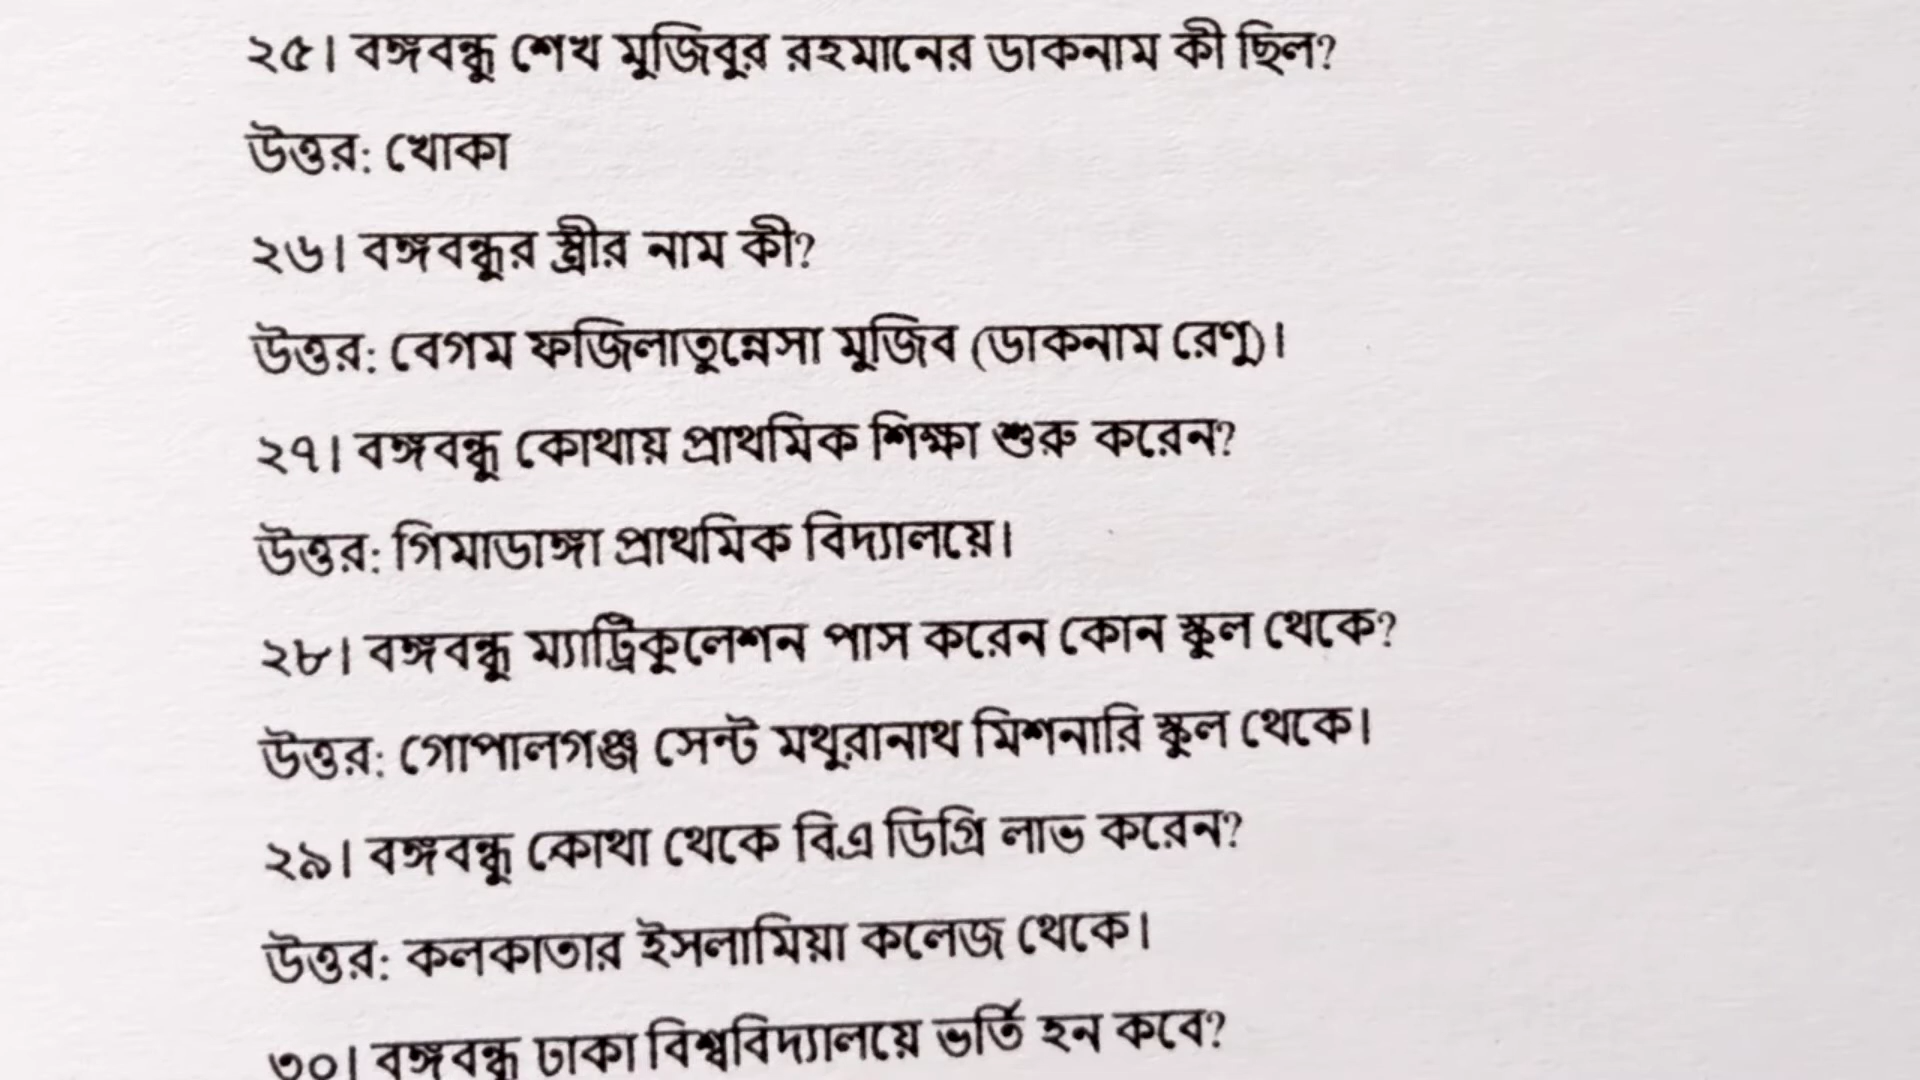 ২৫। বঙ্গবন্ধু শেখ মুজিবুর রহমানের ডাকনাম কী ছিল?
উত্তর: খোকা
২৬। বঙ্গবন্ধুর স্ত্রীর নাম কী?
উত্তর: বেগম ফজিলাতুন্নেসা মুজিব (ডাকনাম রেণু)।
২৭। বঙ্গবন্ধু কোথায় প্রাথমিক শিক্ষা শুরু করেন?
উত্তর: গিমাডাঙ্গা প্রাথমিক বিদ্যালয়ে।
২৮। বঙ্গবন্ধু ম্যাট্রিকুলেশন পাস করেন কোন স্কুল থেকে?
উত্তর: গোপালগঞ্জ সেন্ট মথুরানাথ মিশনারি স্কুল থেকে।
২৯। বঙ্গবন্ধু কোথা থেকে বিএ ডিগ্রি লাভ করেন?
উত্তর: কলকাতার ইসলামিয়া কলেজ থেকে।
৩০। বঙ্গবন্ধু ঢাকা বিশ্ববিদ্যালয়ে ভর্তি হন কবে?